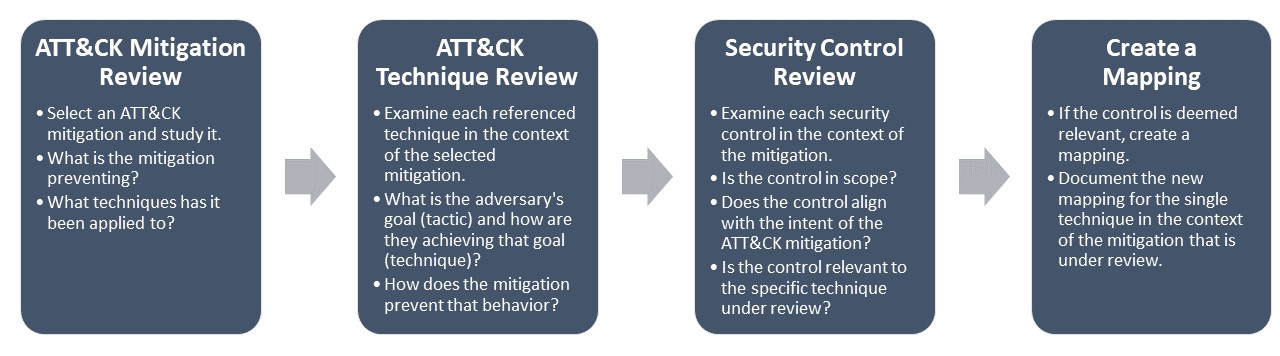 ATT&CK Mitigation
Review
• Select an ATT&CK
mitigation and study it.
• What is the mitigation
preventing?
• What techniques has it
been applied to?
ATT&CK
Technique Review
• Examine each referenced
technique in the context
of the selected
mitigation.
• What is the adversary's
goal (tactic) and how are
they achieving that goal
(technique)?
• How does the mitigation
prevent that behavior?
Security Control
Review
• Examine each security
control in the context of
the mitigation.
• Is the control in scope?
• Does the control align
with the intent of the
ATT&CK mitigation?
• Is the control relevant to
the specific technique
under review?
Create a
Mapping
• If the control is deemed
relevant, create a
mapping.
• Document the new
mapping for the single
technique in the context
of the mitigation that is
under review.